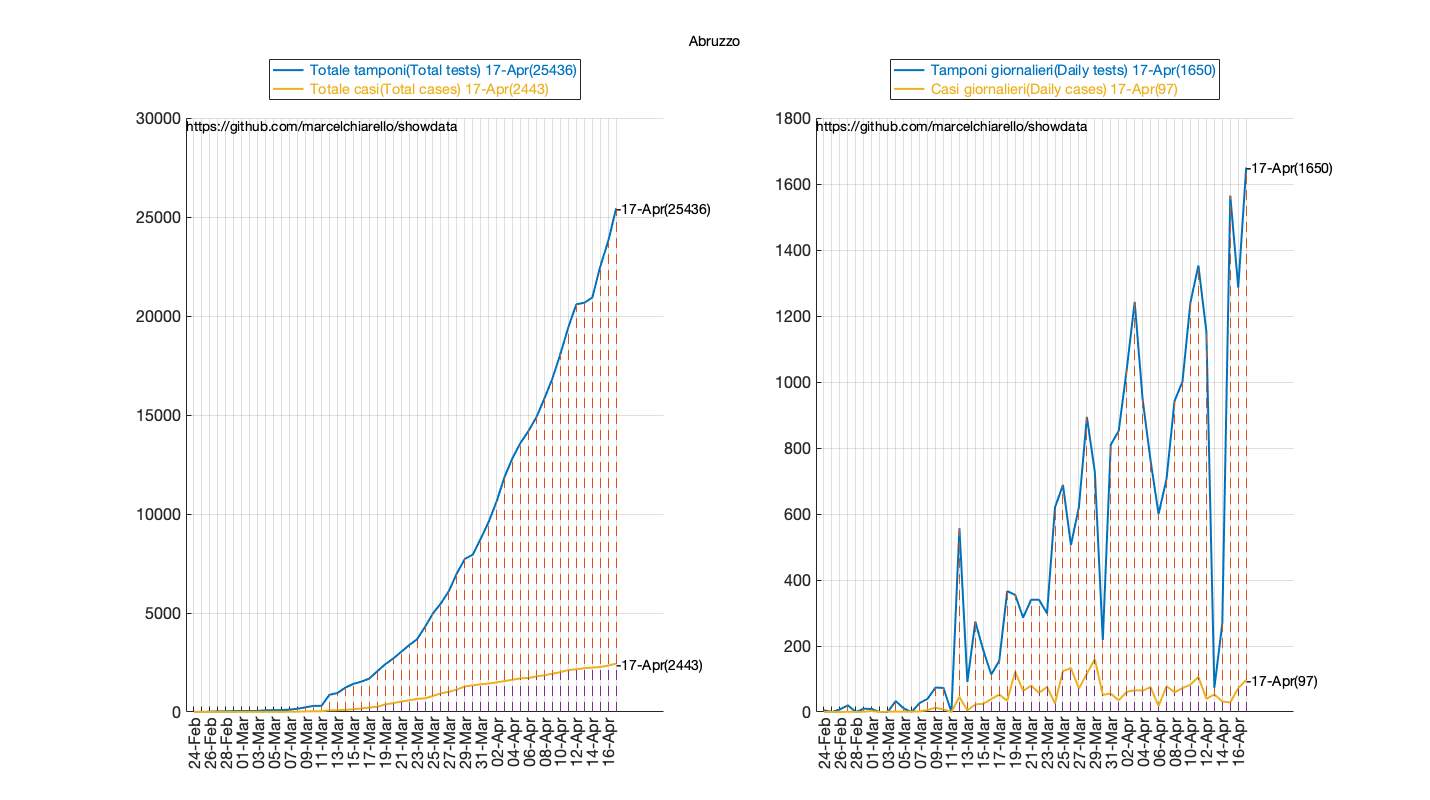 Abruzzo
Totale tamponi(Total tests) 17-Apr(25436)
Totale casi(Total cases) 17-Apr(2443)
https://github.com/marcelchiarello/showdata
30000
25000
20000
15000
10000
5000
0
17-Apr(25436)
17-Apr(2443)
24-Feb
26-Feb
28-Feb
01-Mar
03-Mar
05-Mar
07-Mar
09-Mar
11-Mar
13-Mar
15-Mar
17-Mar
19-Mar
21-Mar
23-Mar
25-Mar
27-Mar
29-Mar
31-Mar
02-Apr
04-Apr
06-Apr
08-Apr
10-Apr
12-Apr
14-Apr
16-Apr
Tamponi giornalieri(Daily tests) 17-Apr(1650)
Casi giornalieri(Daily cases) 17-Apr(97)
https://github.com/marcelchiarello/showdata
1800
1600
1400
1200
1000
800
600
400
200
0
17-Apr(1650)
17-Apr(97)
24-Feb
26-Feb
28-Feb
01-Mar
03-Mar
05-Mar
07-Mar
09-Mar
11-Mar
13-Mar
15-Mar
17-Mar
19-Mar
21-Mar
23-Mar
25-Mar
27-Mar
29-Mar
31-Mar
02-Apr
04-Apr
06-Apr
08-Apr
10-Apr
12-Apr
14-Apr
16-Apr